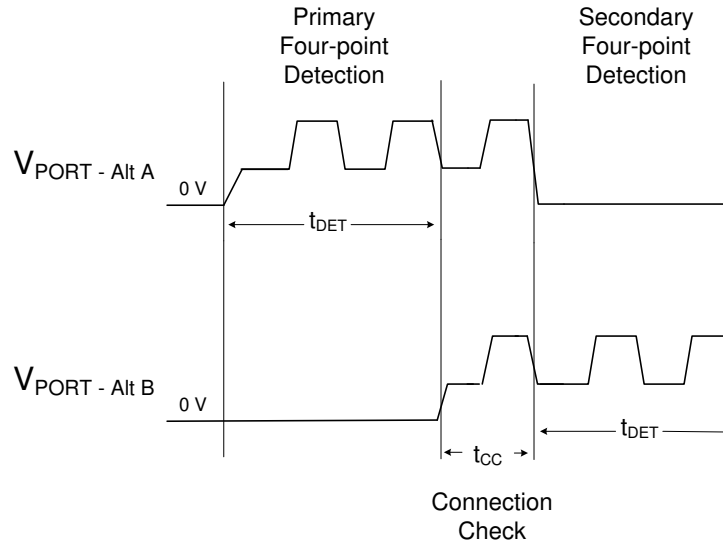 Primary
Four-point
Detection
Secondary
Four-point
Detection
VPORT - Alt A
0 V
tDET
VPORT - Alt B
0 V
tDET
tCC
Connection
Check